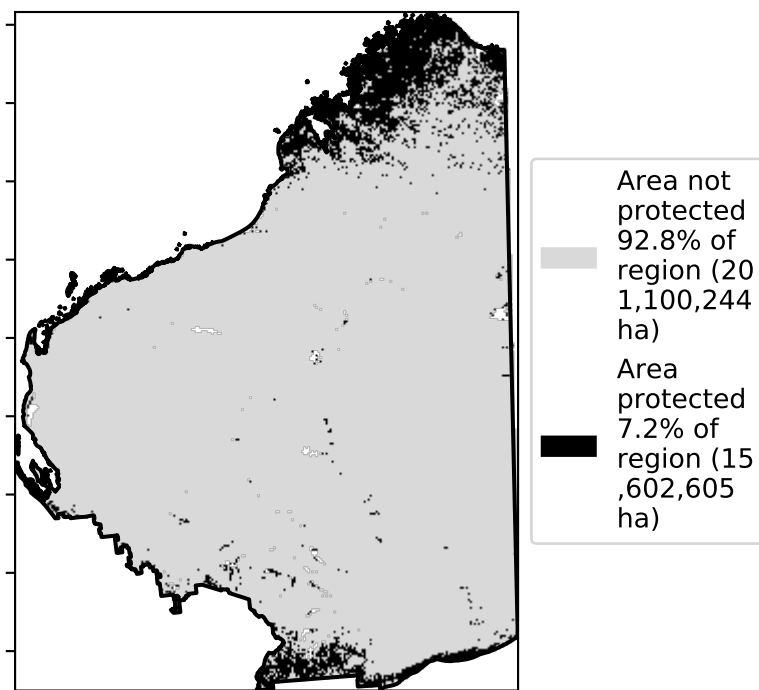 Area not
protected
92.8% of
region (20
1,100,244
ha)
Area
protected
7.2% of
region (15
,602,605
ha)